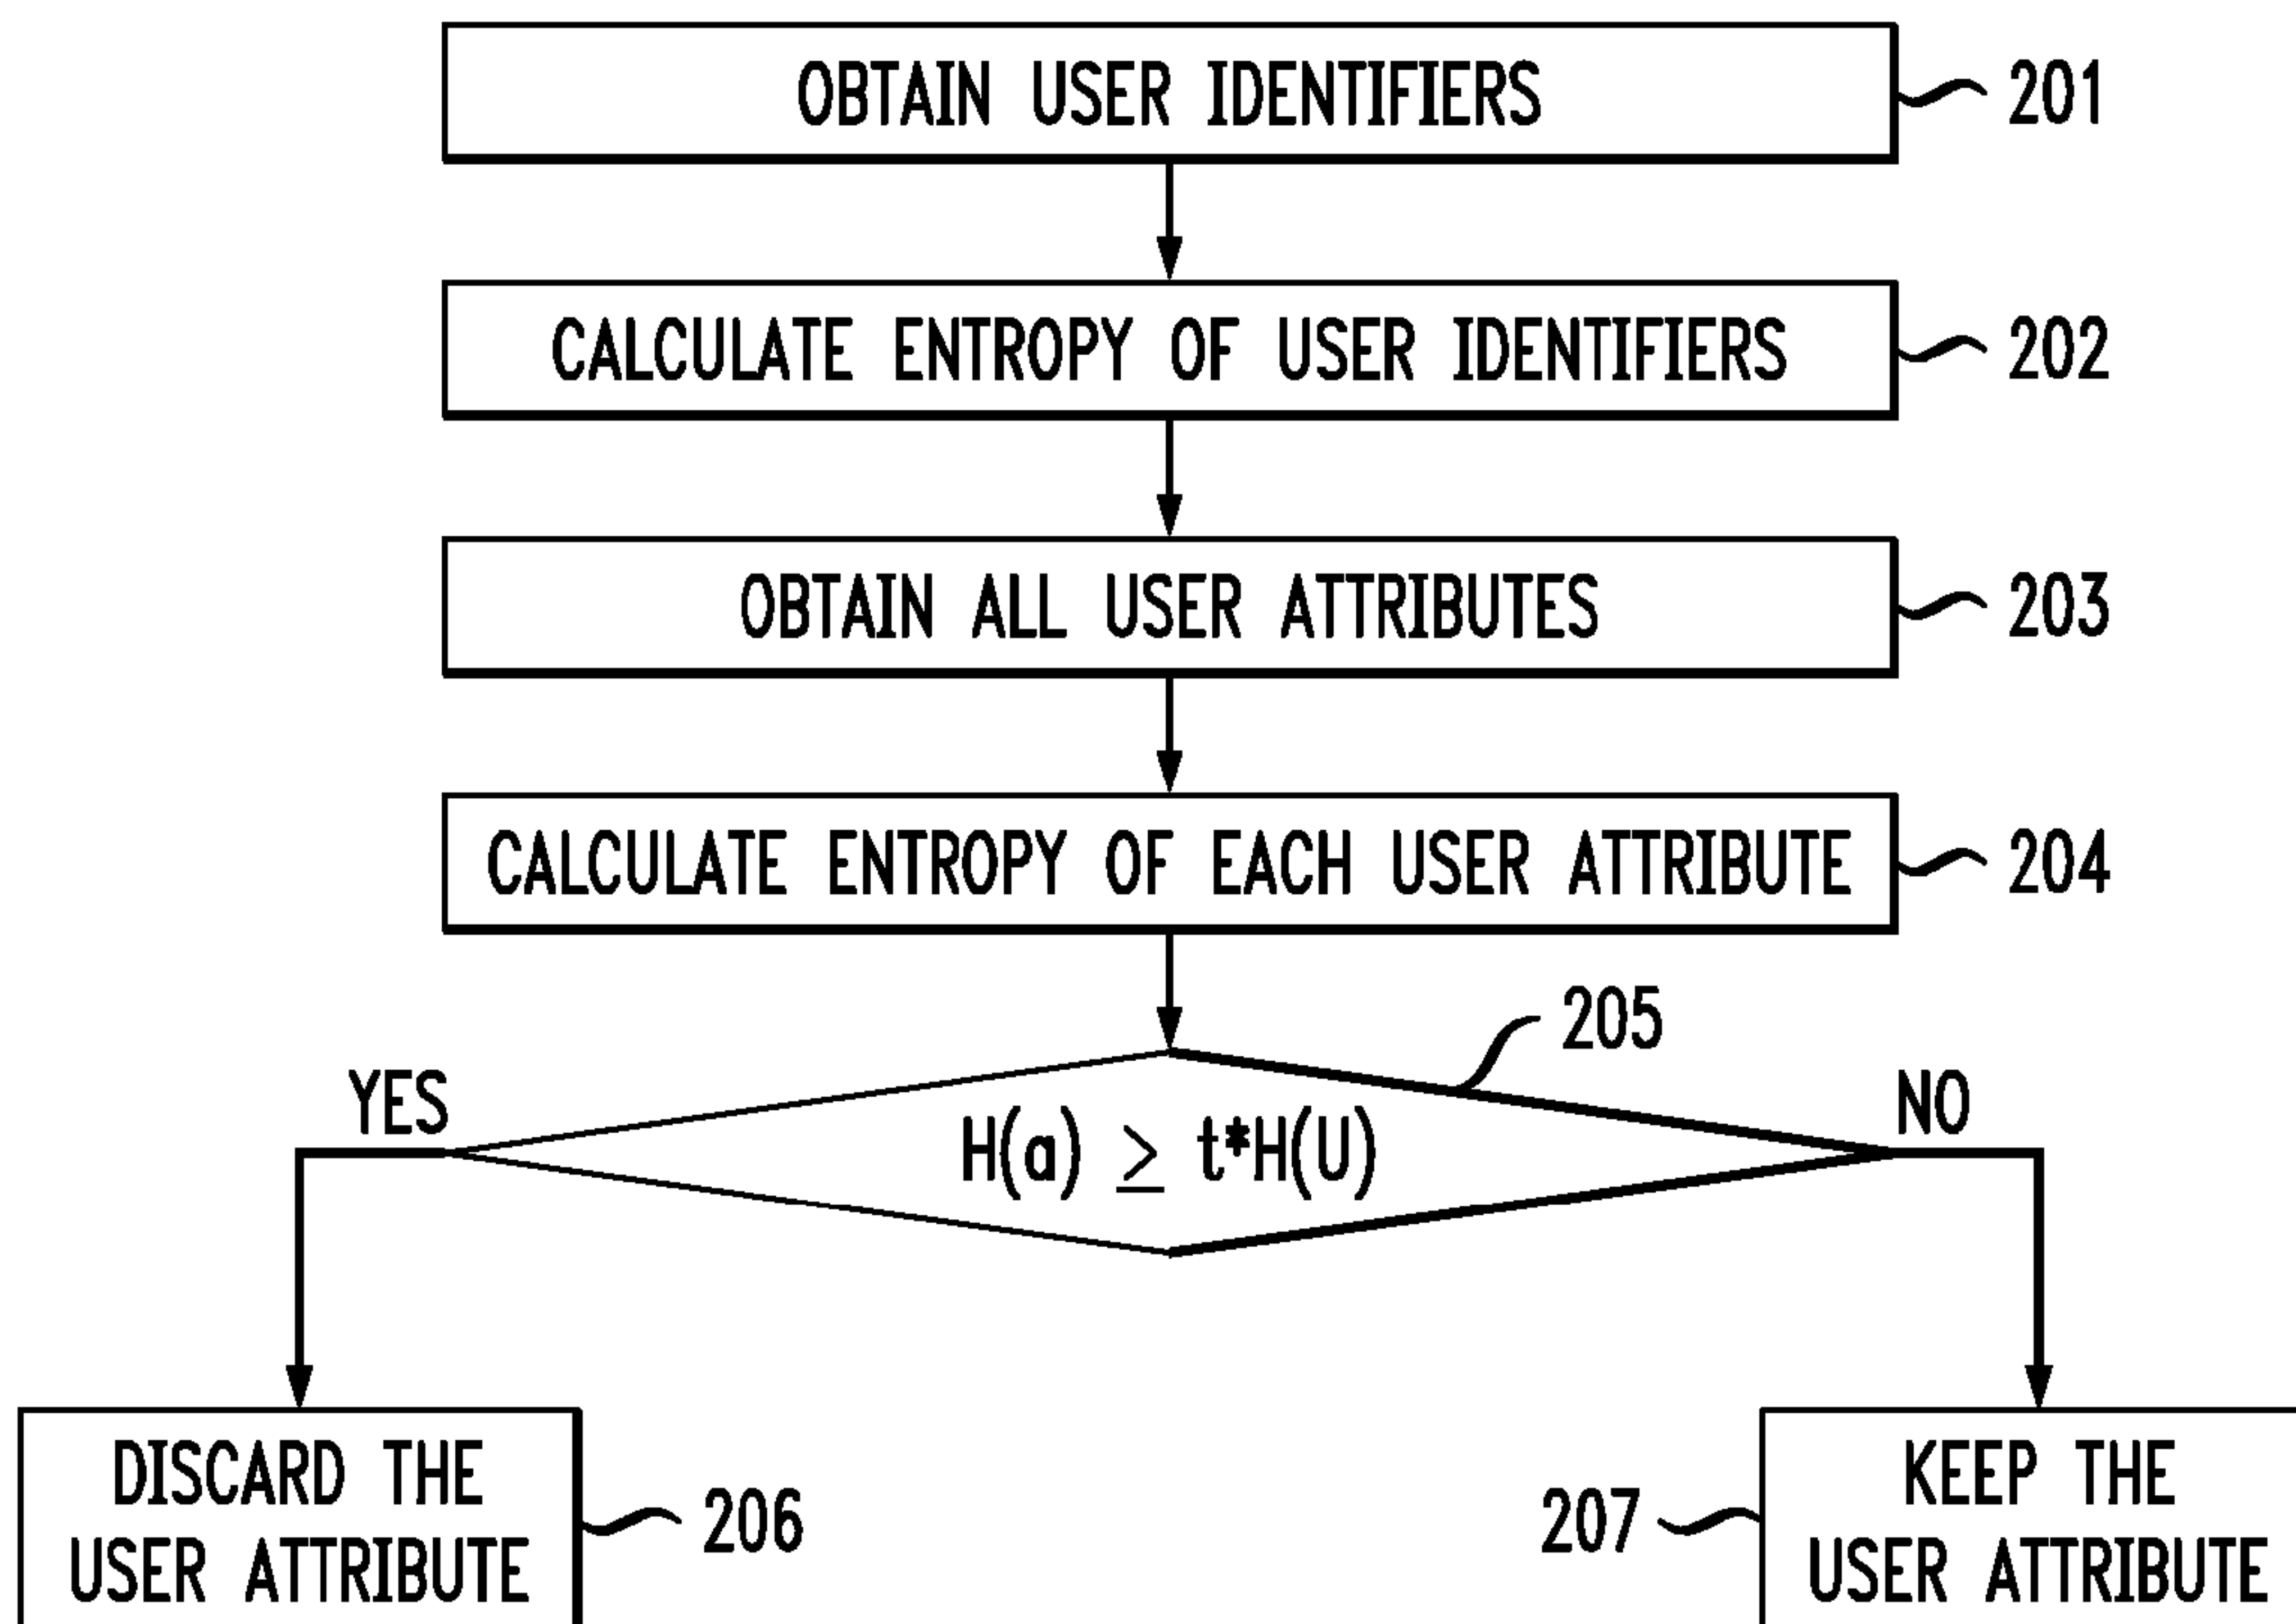 OBTAIN USER IDENTIFIERS
201
CALCULATE ENTROPY OF USER IDENTIFIERS
202
OBTAIN ALL USER ATTRIBUTES
203
CALCULATE ENTROPY OF EACH USER ATTRIBUTE
204
205
YES
H(a) ≥ t*H(U)
NO
DISCARD THE
USER ATTRIBUTE
206
207
KEEP THE
USER ATTRIBUTE